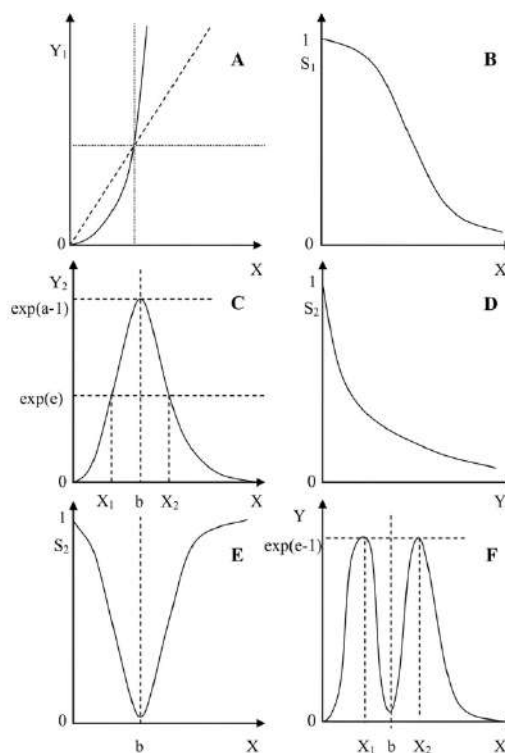 Y₁
A
0
X
1
S₁
B
0
X
Y₂
exp(a-1)
C
exp(e)
0
X₁ b X₂ X
1
S₂
D
0
Y
1
S₂
E
0
b
X
Y
exp(e-1)
F
0
X₁ b X₂ X